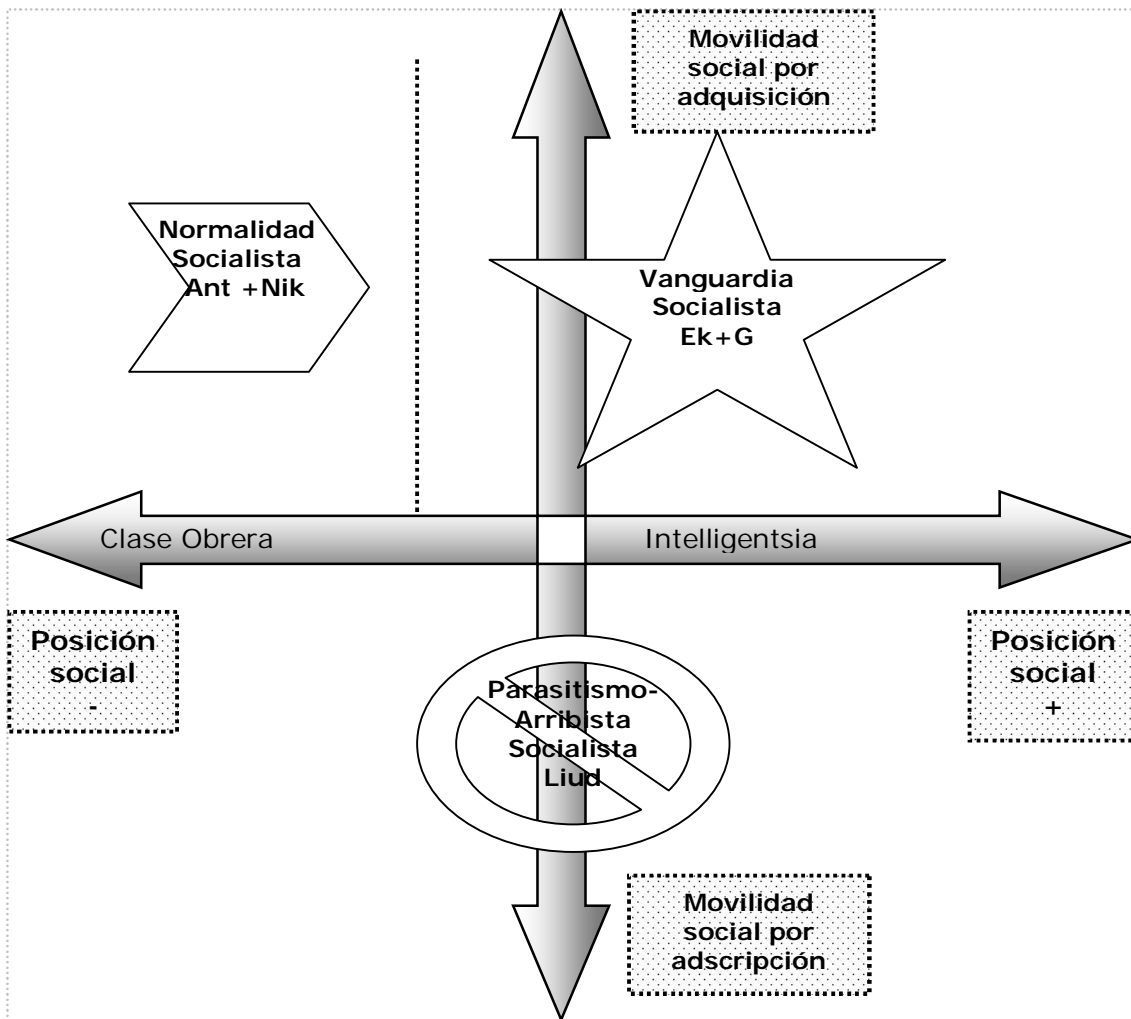 Movilidad
social por
adquisición
Normalidad
Socialista
Ant +Nik
Vanguardia
Socialista
Ek+G
Clase Obrera
Intelligentsia
Posición
social
-
Posición
social
+
Parasitismo-
Arribista
Socialista
Liud
Movilidad
social por
adscripción